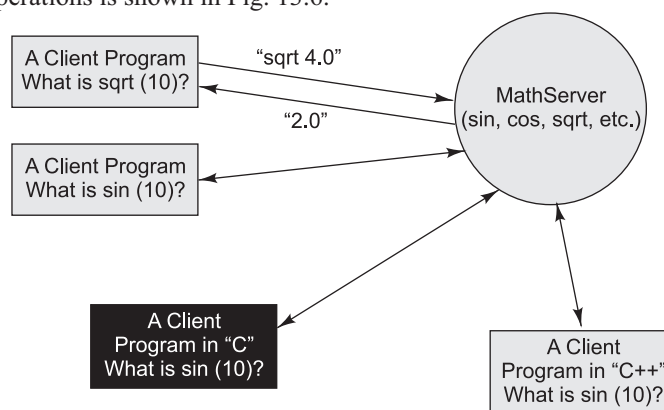 perations is shown in Fig. 13.6.
A Client Program
What is sqrt (10)?
“sqrt 4.0”
“2.0”
MathServer
(sin, cos, sqrt, etc.)
A Client Program
What is sin (10)?
A Client
Program in “C”
What is sin (10)?
A Client
Program in “C++”
What is sin (10)?